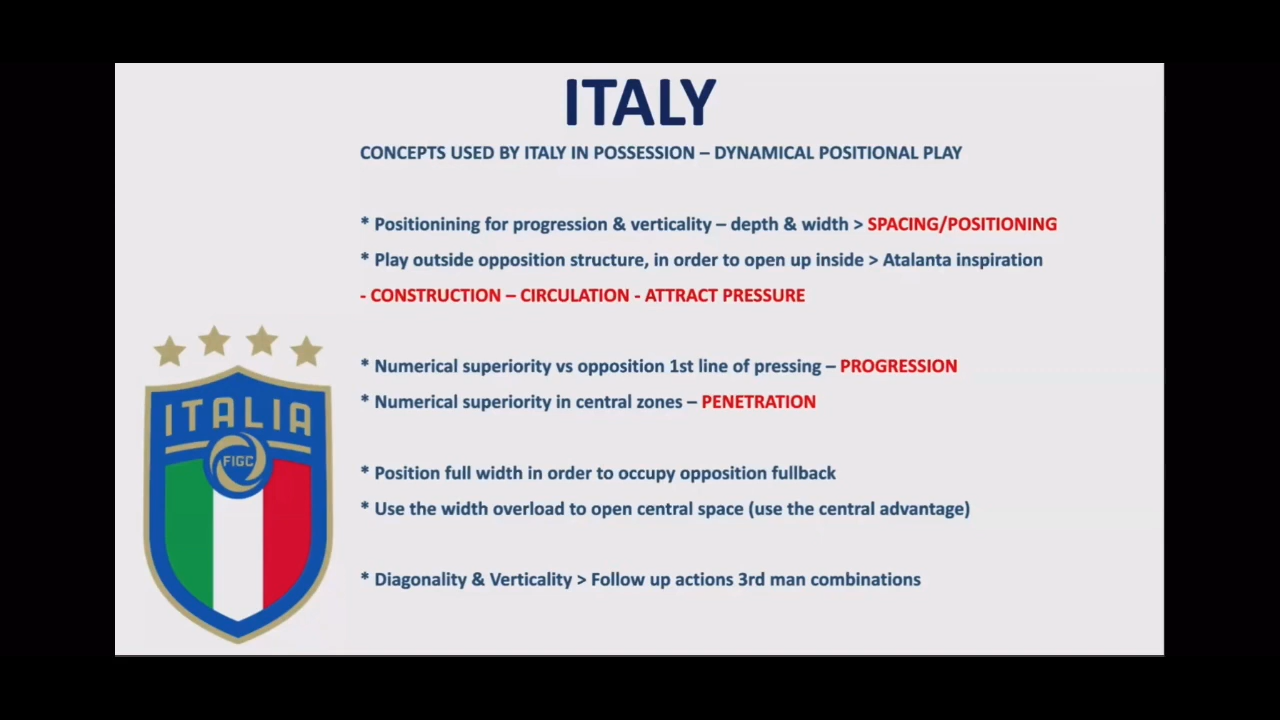 ITALY
CONCEPTS USED BY ITALY IN POSSESSION – DYNAMICAL POSITIONAL PLAY
* Positionining for progression & verticality – depth & width > SPACING/POSITIONING
* Play outside opposition structure, in order to open up inside > Atalanta inspiration
- CONSTRUCTION – CIRCULATION - ATTRACT PRESSURE
* Numerical superiority vs opposition 1st line of pressing – PROGRESSION
* Numerical superiority in central zones – PENETRATION
* Position full width in order to occupy opposition fullback
* Use the width overload to open central space (use the central advantage)
* Diagonality & Verticality > Follow up actions 3rd man combinations
ITALIA
FIGC